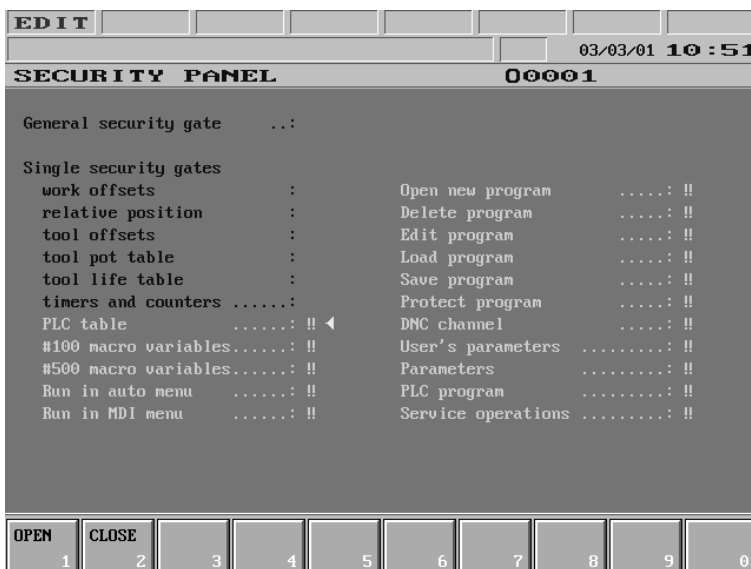 EDIT
03/03/01 10:51
SECURITY PANEL O0001
General security gate ..:
Single security gates
work offsets : Open new program .....: !!
relative position : Delete program .....: !!
tool offsets : Edit program .....: !!
tool pot table : Load program .....: !!
tool life table : Save program .....: !!
timers and counters ......: Protect program .....: !!
PLC table ......: !! ◄ DNC channel .....: !!
#100 macro variables......: !! User's parameters .........: !!
#500 macro variables......: !! Parameters .........: !!
Run in auto menu ......: !! PLC program .........: !!
Run in MDI menu ......: !! Service operations .........: !!
OPEN CLOSE
1 2 3 4 5 6 7 8 9 0